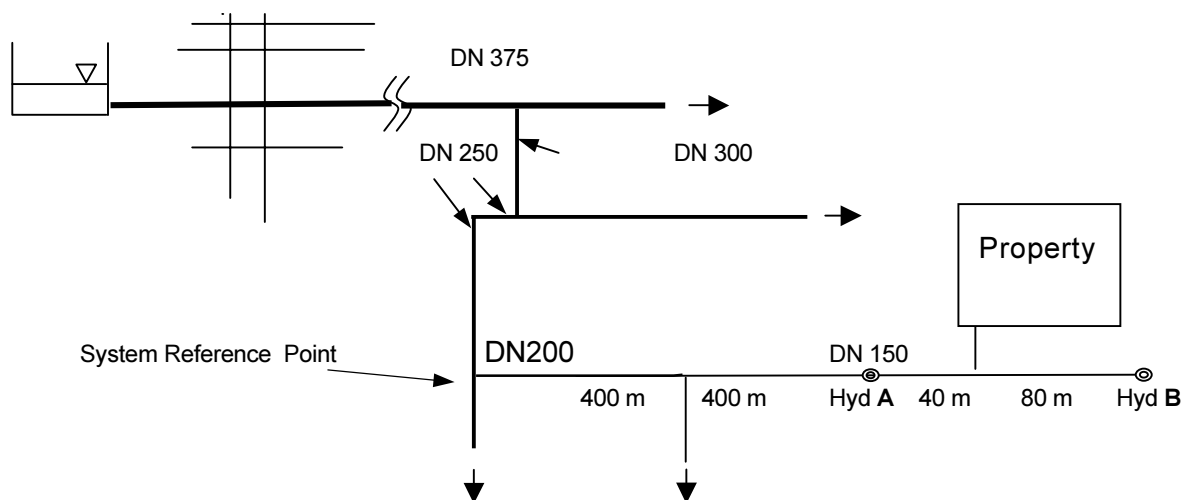 DN 375
DN 250
DN 300
Property
System Reference Point
DN200
DN 150
400 m
400 m
Hyd A
40 m
80 m
Hyd B